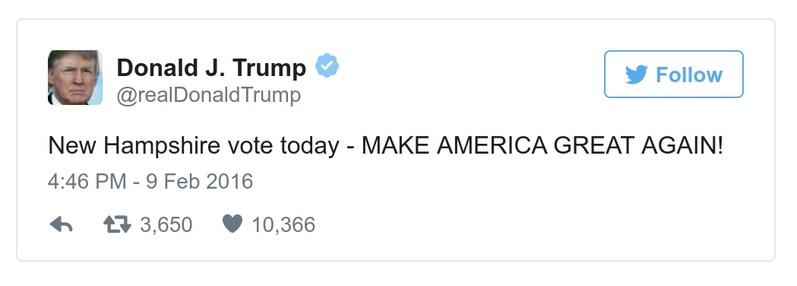 Donald J. Trump
Follow
@realDonaldTrump
New Hampshire vote today - MAKE AMERICA GREAT AGAIN!
4:46 PM - 9 Feb 2016
3,650 10,366